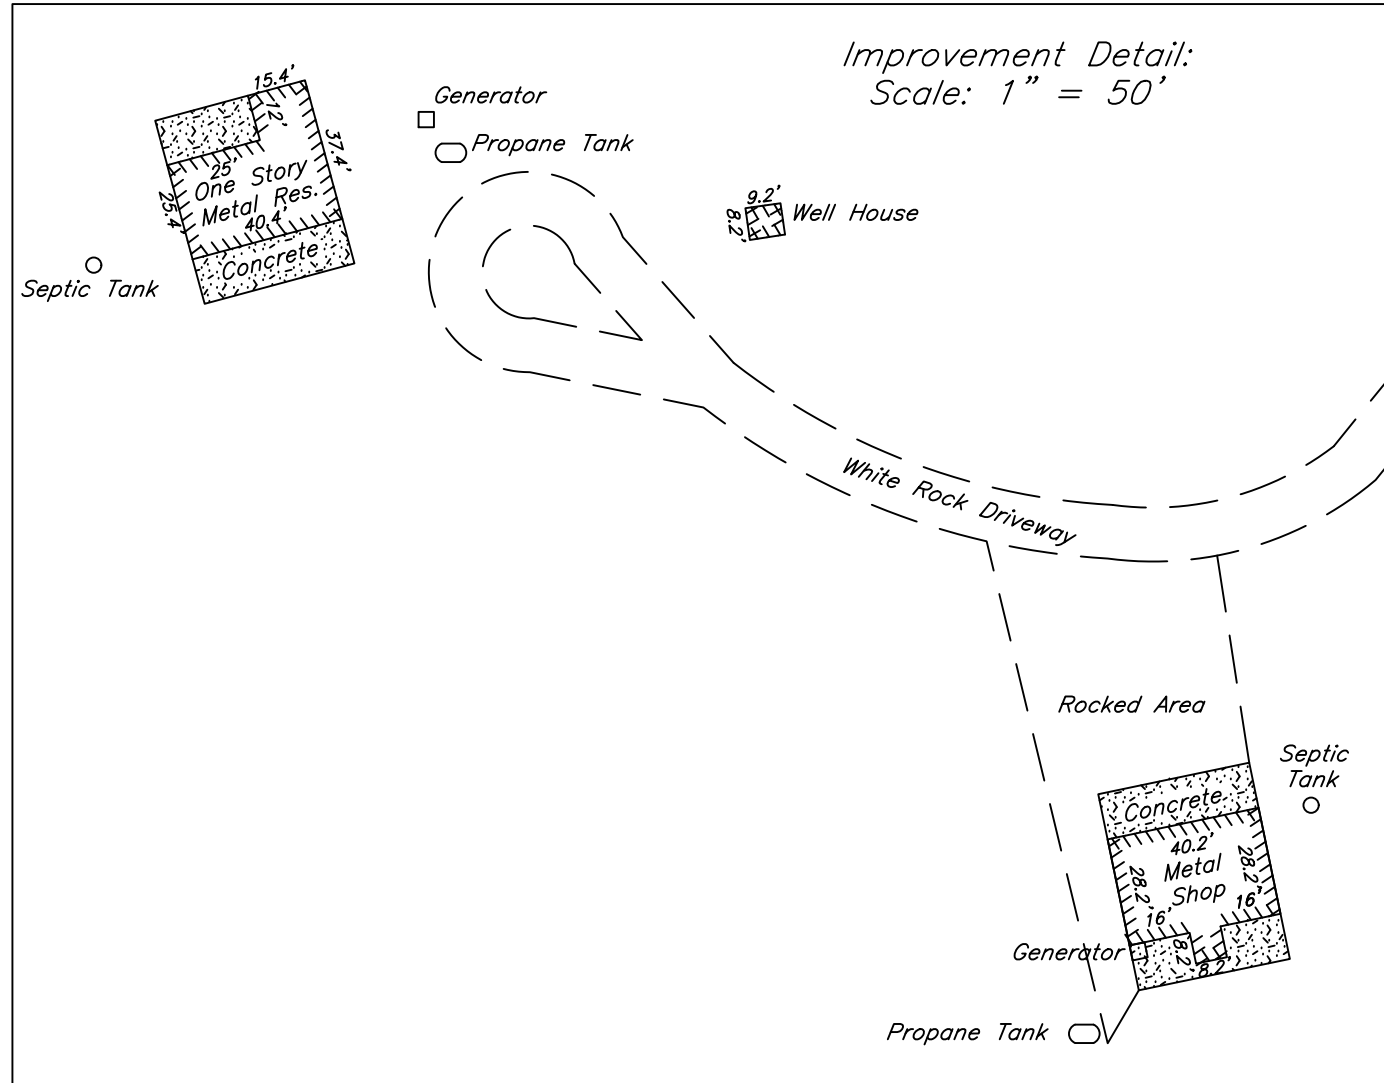 Improvement Detail:
Scale: 1" = 50'
15.4'
12'
37.4'
25'
One Story
Metal Res.
25.4'
40.4'
Concrete
Septic Tank
Generator
Propane Tank
9.2'
8.2'
Well House
White Rock Driveway
Rocked Area
Septic
Tank
Concrete
40.2'
Metal
Shop
28.2'
28.2'
16'
16'
8.2'
8.2'
Generator
Propane Tank